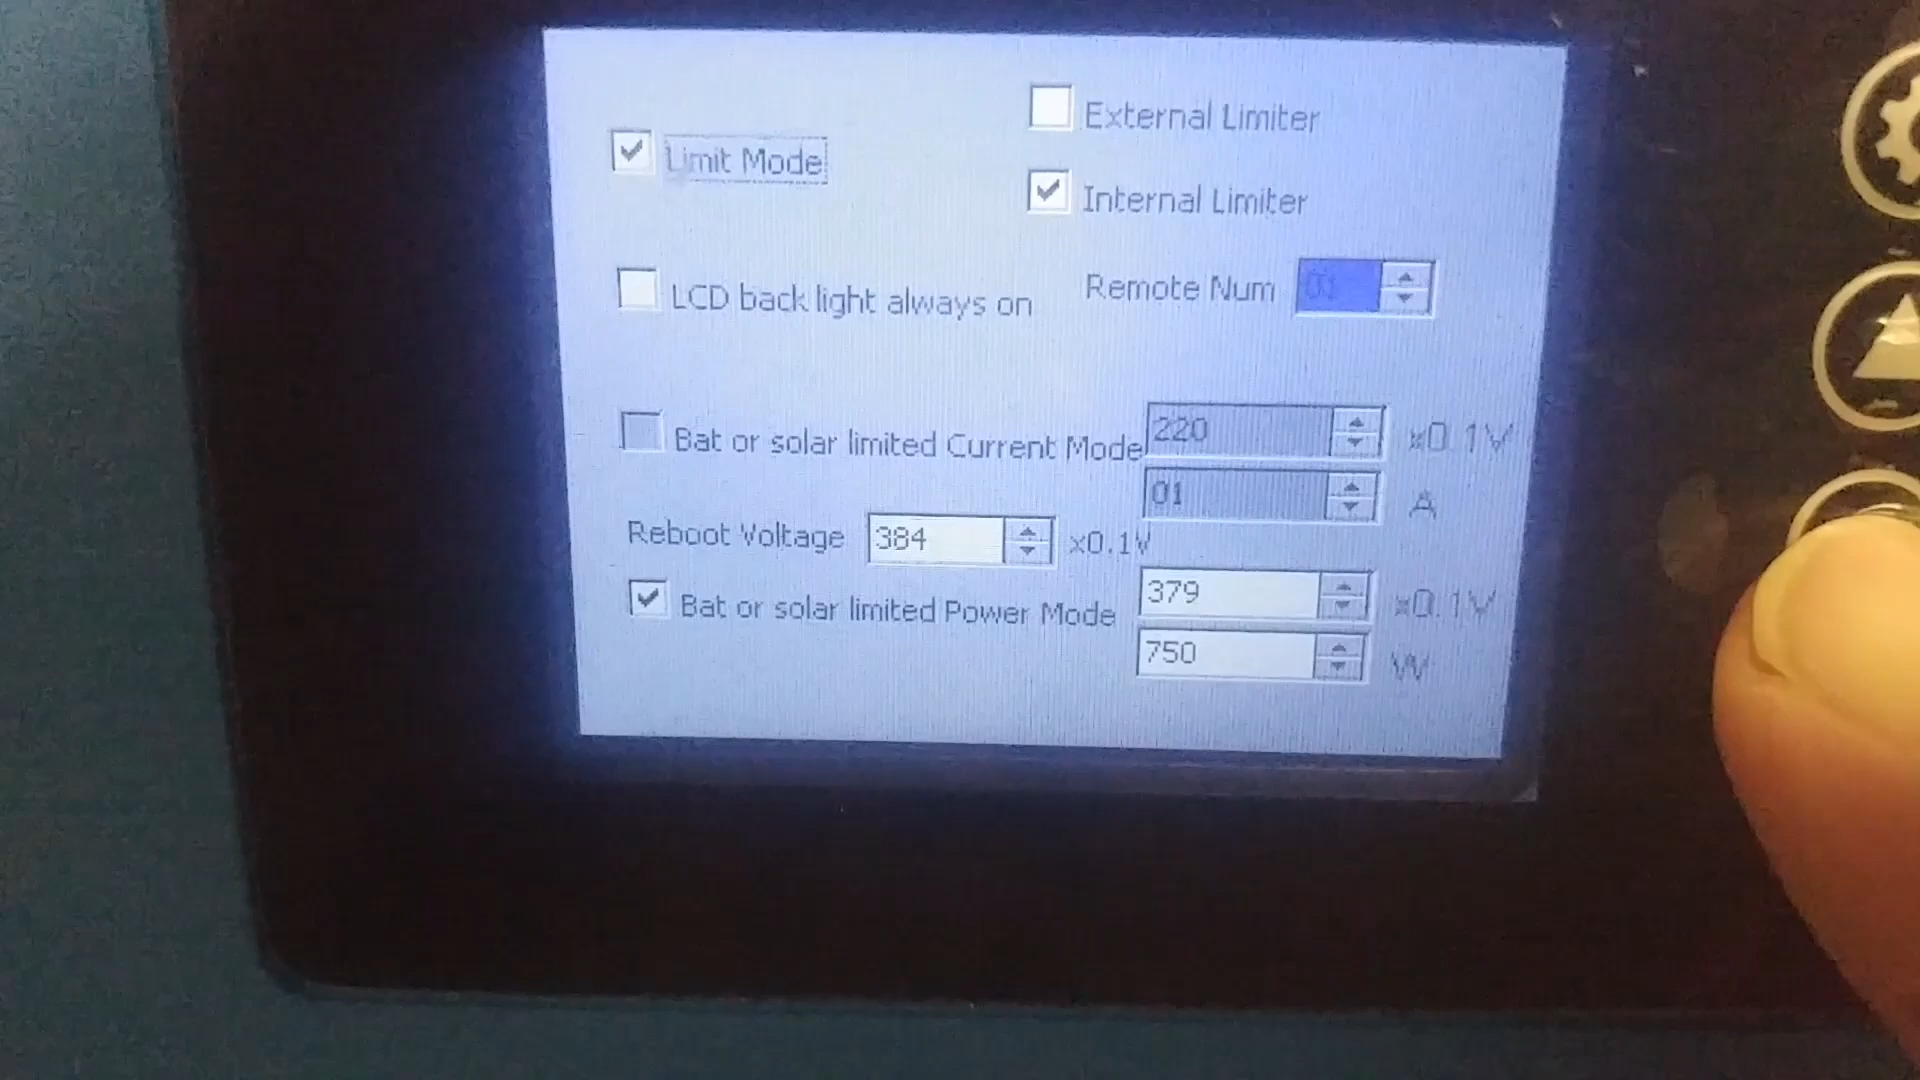 External Limiter
Limit Mode
Internal Limiter
LCD back light always on
Remote Num 01
Bat or solar limited Current Mode 220 x0.1V
01 A
Reboot Voltage 384 x0.1V
Bat or solar limited Power Mode 379 x0.1V
750 W